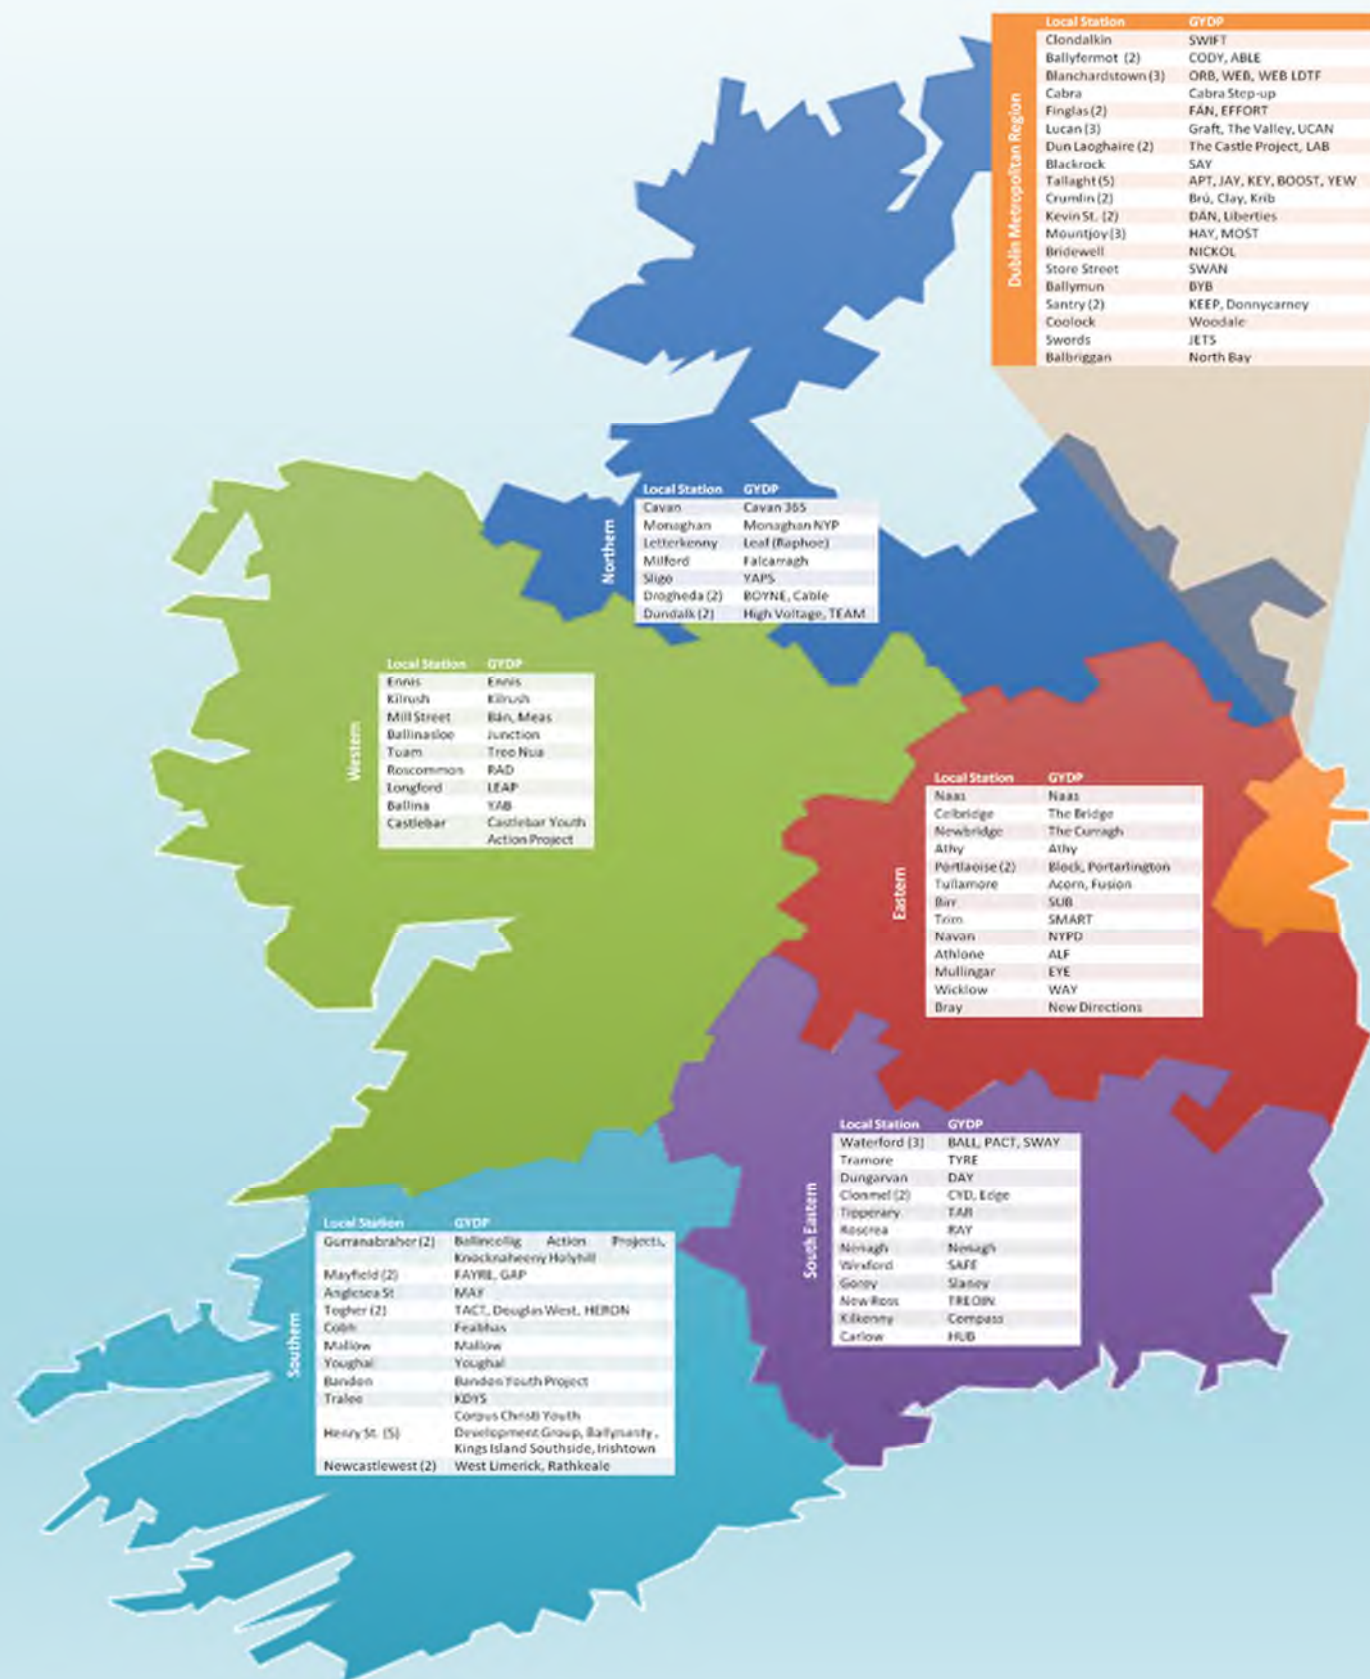 Local Station GYDP
Clondalkin SWIFT
Ballyfermot (2) CODY, ABLE
Blanchardstown (3) ORB, WEB, WEB LDTF
Cabra Cabra Step-up
Finglas (2) FAN, EFFORT
Lucan (3) Graft, The Valley, UCAN
Dun Laoghaire (2) The Castle Project, LAB
Blackrock SAY
Tallaght (5) APT, JAY, KEY, BOOST, YEW
Crumlin (2) Brú, Clay, Krib
Kevin St. (2) DÁN, Liberties
Mountjoy (3) HAY, MOST
Bridewell NICKOL
Store Street SWAN
Ballymun BYB
Santry (2) KEEP, Donnycarney
Coolock Woodale
Swords JETS
Balbriggan North Bay
Dublin Metropolitan Region
Local Station GYDP
Cavan Cavan 365
Monaghan Monaghan NYP
Letterkenny Leaf (Raphoe)
Milford Falcarragh
Sligo YAPS
Drogheda (2) BOYNE, Cable
Dundalk (2) High Voltage, TEAM
Northern
Local Station GYDP
Ennis Ennis
Kilrush Kilrush
Mill Street Bán, Meas
Ballinasloe Junction
Tuam Treo Nua
Roscommon RAD
Longford LEAP
Ballina YAB
Castlebar Castlebar Youth
Action Project
Western
Local Station GYDP
Naas Naas
Celbridge The Bridge
Newbridge The Curragh
Athy Athy
Portlaoise (2) Block, Portarlington
Tullamore Acorn, Fusion
Birr SUB
Trim SMART
Navan NYPD
Athlone ALF
Mullingar EYE
Wicklow WAY
Bray New Directions
Eastern
Local Station GYDP
Waterford (3) BALL, PACT, SWAY
Tramore TYRE
Dungarvan DAY
Clonmel (2) CYD, Edge
Tipperary TAR
Roscrea RAY
Nenagh Nenagh
Wexford SAFE
Gorey Slaney
New Ross TREOIN
Kilkenny Compass
Carlow HUB
South Eastern
Local Station GYDP
Gurranabraher (2) Ballincollig Action Projects,
Knocknaheeny Holyhill
Mayfield (2) FAYRE, GAP
Anglesea St MAY
Togher (2) TACT, Douglas West, HERON
Cobh Feabhas
Mallow Mallow
Youghal Youghal
Bandon Bandon Youth Project
Tralee KDYS
Corpus Christi Youth
Henry St. (5) Development Group, Ballynanty,
Kings Island Southside, Irishtown
Newcastlewest (2) West Limerick, Rathkeale
Southern